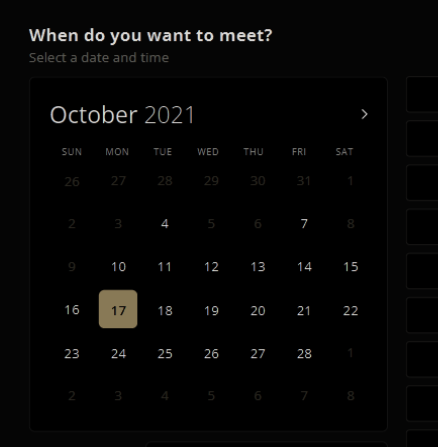 When do you want to meet?
Select a date and time
October 2021
SUN MON TUE WED THU FRI SAT
26 27 28 29 30 31 1
2 3 4 5 6 7 8
9 10 11 12 13 14 15
16 17 18 19 20 21 22
23 24 25 26 27 28 1
2 3 4 5 6 7 8